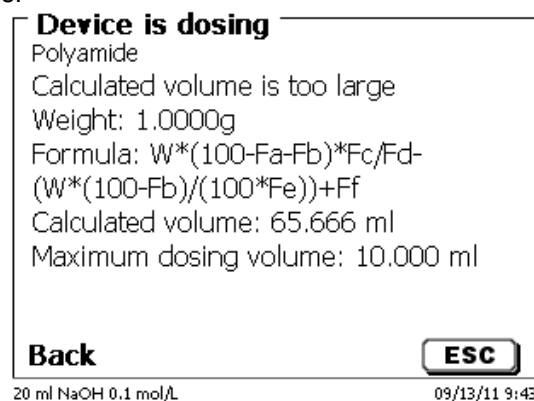 Device is dosing
Polyamide
Calculated volume is too large
Weight: 1.0000g
Formula: W*(100-Fa-Fb)*Fc/Fd-
(W*(100-Fb)/(100*Fe))+Ff
Calculated volume: 65.666 ml
Maximum dosing volume: 10.000 ml
Back
ESC
20 ml NaOH 0.1 mol/L
09/13/11 9:43